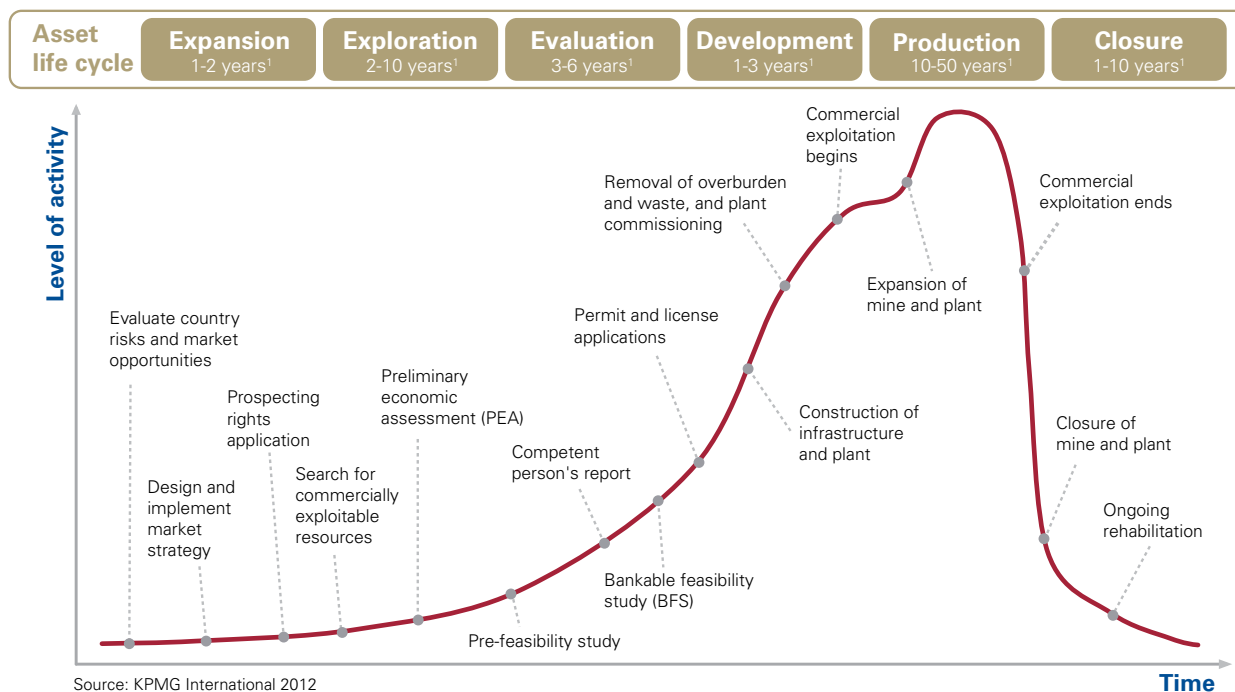 Asset
life cycle
Expansion
1-2 years¹
Exploration
2-10 years¹
Evaluation
3-6 years¹
Development
1-3 years¹
Production
10-50 years¹
Closure
1-10 years¹
Level of activity
Evaluate country
risks and market
opportunities
Design and
implement
market
strategy
Prospecting
rights
application
Search for
commercially
exploitable
resources
Preliminary
economic
assessment (PEA)
Pre-feasibility study
Competent
person's report
Bankable feasibility
study (BFS)
Permit and license
applications
Construction of
infrastructure
and plant
Removal of overburden
and waste, and plant
commissioning
Commercial
exploitation
begins
Expansion of
mine and plant
Commercial
exploitation ends
Closure of
mine and plant
Ongoing
rehabilitation
Source: KPMG International 2012
Time